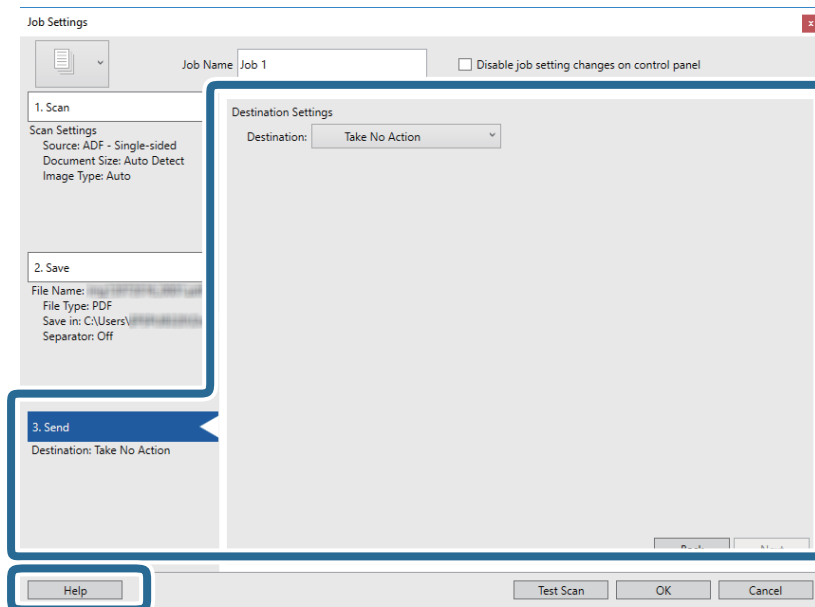 Job Settings
x
Job Name Job 1
Disable job setting changes on control panel
1. Scan
Scan Settings
Source: ADF - Single-sided
Document Size: Auto Detect
Image Type: Auto
Destination Settings
Destination: Take No Action
2. Save
File Name:
File Type: PDF
Save in: C:\Users\
Separator: Off
3. Send
Destination: Take No Action
Help
Test Scan
OK
Cancel